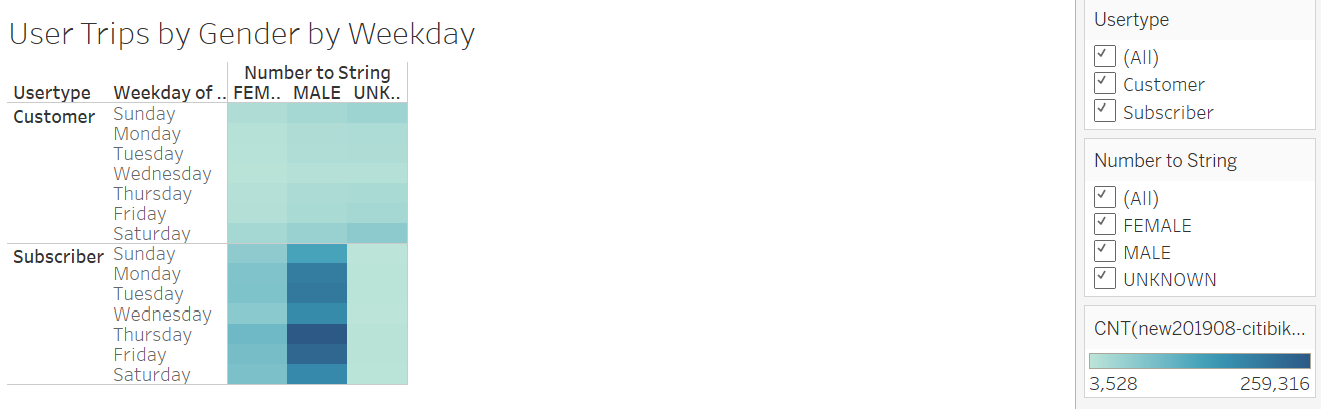 User Trips by Gender by Weekday
Number to String
Usertype Weekday of .. FEM.. MALE UNK..
Customer Sunday
Monday
Tuesday
Wednesday
Thursday
Friday
Saturday
Subscriber Sunday
Monday
Tuesday
Wednesday
Thursday
Friday
Saturday
Usertype
(All)
Customer
Subscriber
Number to String
(All)
FEMALE
MALE
UNKNOWN
CNT(new201908-citibik...
3,528 259,316